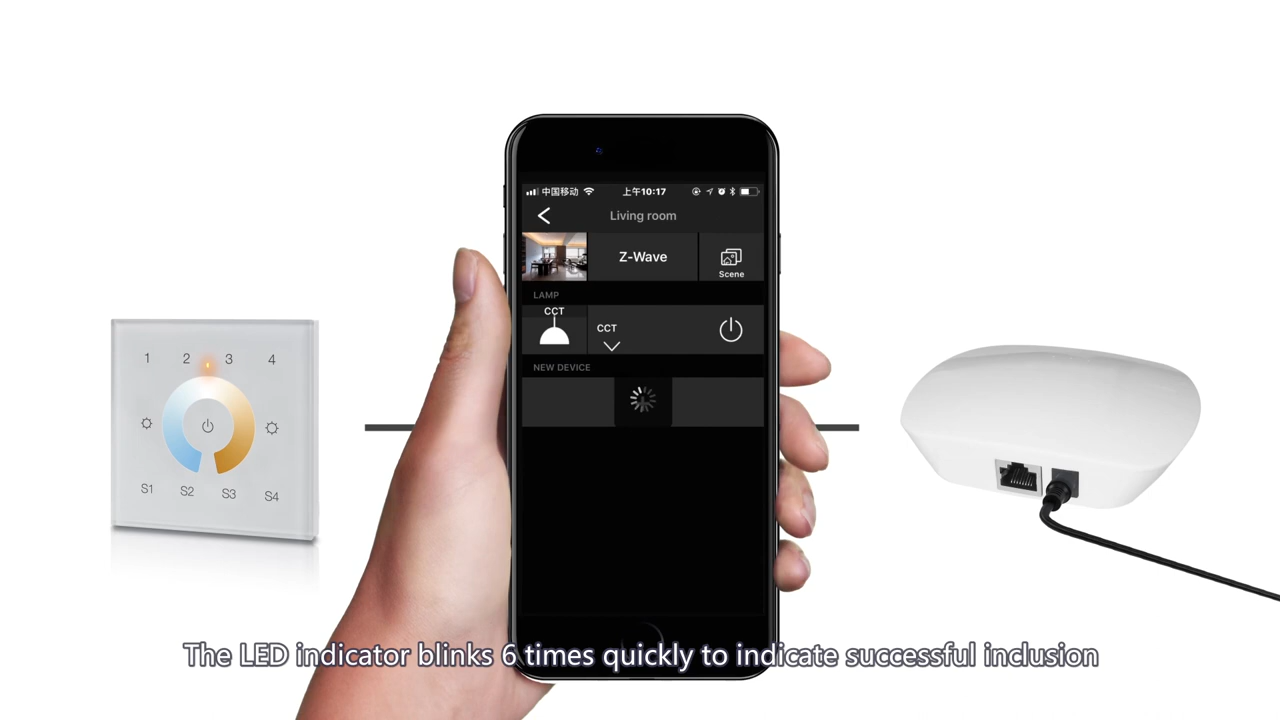 中国移动
上午10:17
Living room
Z-Wave
Scene
LAMP
CCT
CCT
NEW DEVICE
1 2 3 4
S1 S2 S3 S4
The LED indicator blinks 6 times quickly to indicate successful inclusion